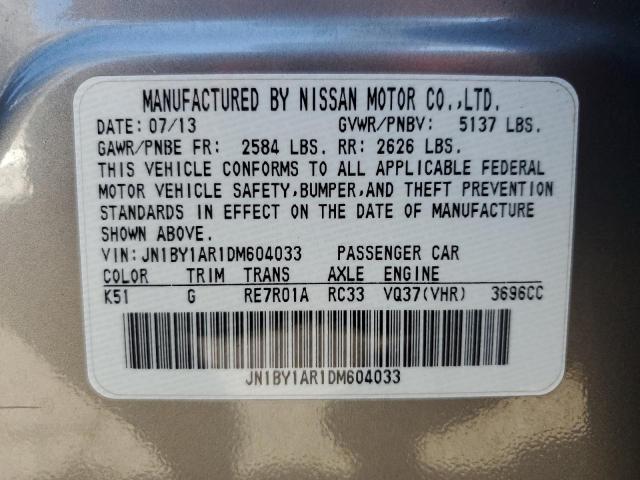 MANUFACTURED BY NISSAN MOTOR CO.,LTD.
DATE: 07/13 GVWR/PNBV: 5137 LBS.
GAWR/PNBE FR: 2584 LBS. RR: 2626 LBS.
THIS VEHICLE CONFORMS TO ALL APPLICABLE FEDERAL
MOTOR VEHICLE SAFETY,BUMPER,AND THEFT PREVENTION
STANDARDS IN EFFECT ON THE DATE OF MANUFACTURE
SHOWN ABOVE.
VIN: JN1BY1AR1DM604033 PASSENGER CAR
COLOR TRIM TRANS AXLE ENGINE
K51 G RE7R01A RC33 VQ37(VHR) 3696CC
JN1BY1AR1DM604033